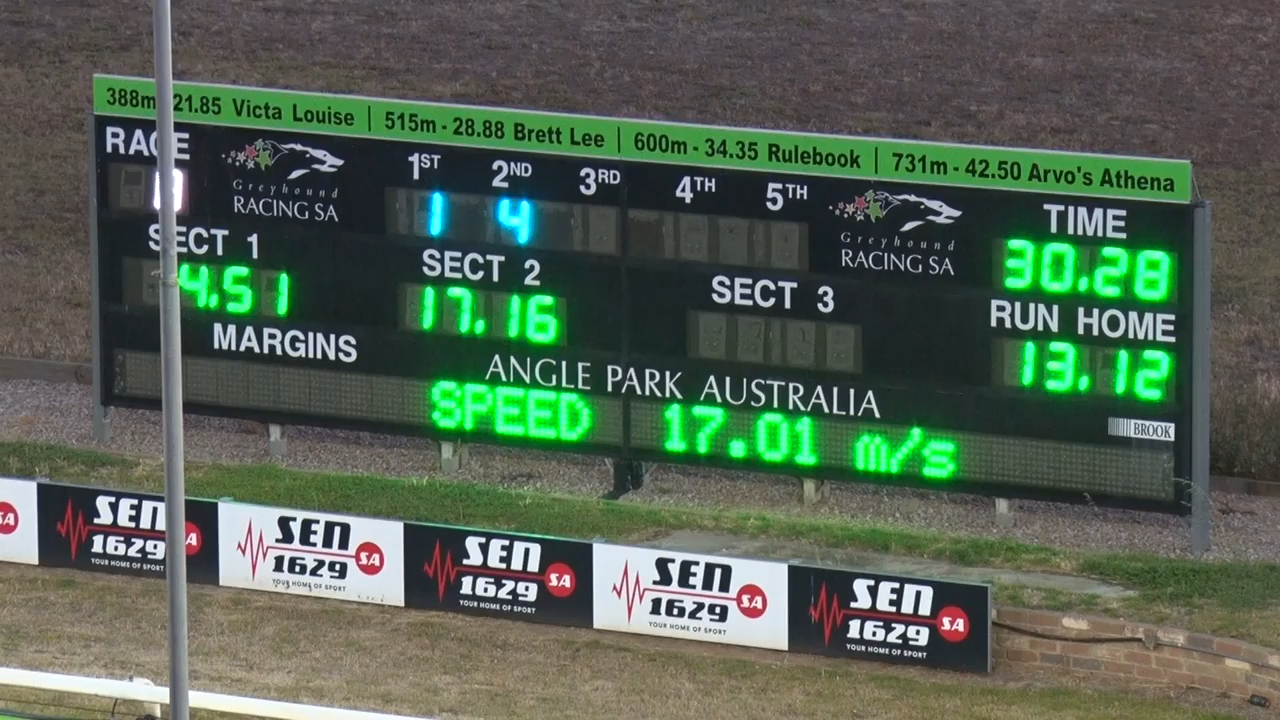 388m 21.85 Victa Louise | 515m - 28.88 Brett Lee | 600m - 34.35 Rulebook | 731m - 42.50 Arvo's Athena
RACE
Greyhound
RACING SA
1ST 2ND 3RD 4TH 5TH
1 4
Greyhound
RACING SA
TIME
30.28
SECT 1
4.51
SECT 2
17.16
SECT 3
RUN HOME
13.12
MARGINS
ANGLE PARK AUSTRALIA
SPEED 17.01 m/s
BROOK
SA
SEN
1629
SA
YOUR HOME OF SPORT
SEN
1629
SA
YOUR HOME OF SPORT
SEN
1629
SA
YOUR HOME OF SPORT
SEN
1629
SA
YOUR HOME OF SPORT
SEN
1629
SA
YOUR HOME OF SPORT